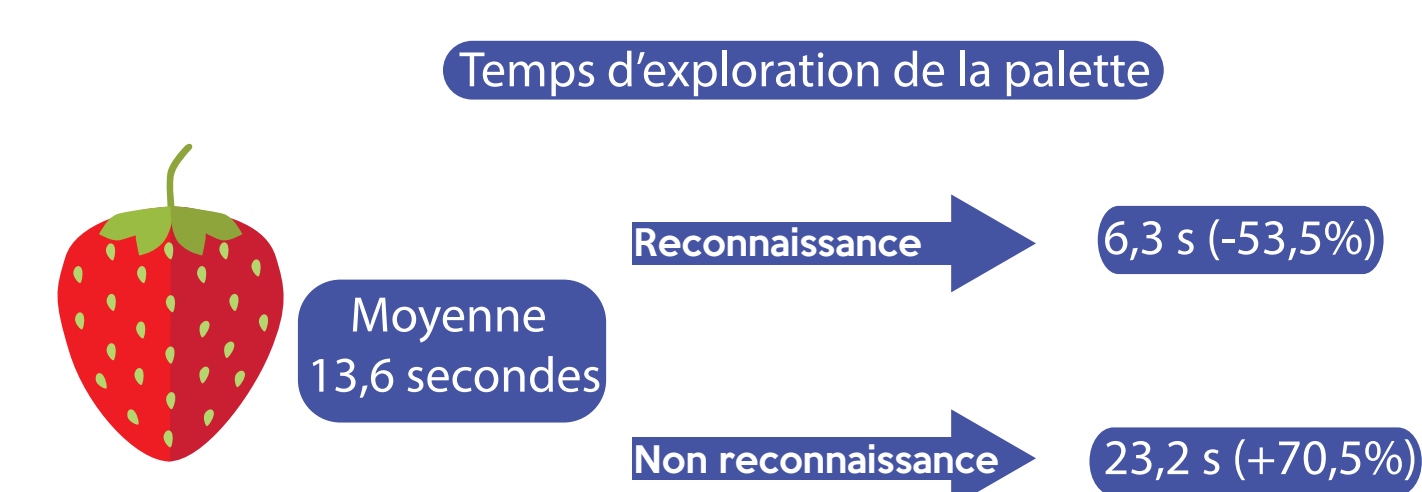 Temps d'exploration de la palette
Reconnaissance
6,3 s (-53,5%)
Moyenne
13,6 secondes
Non reconnaissance
23,2 s (+70,5%)